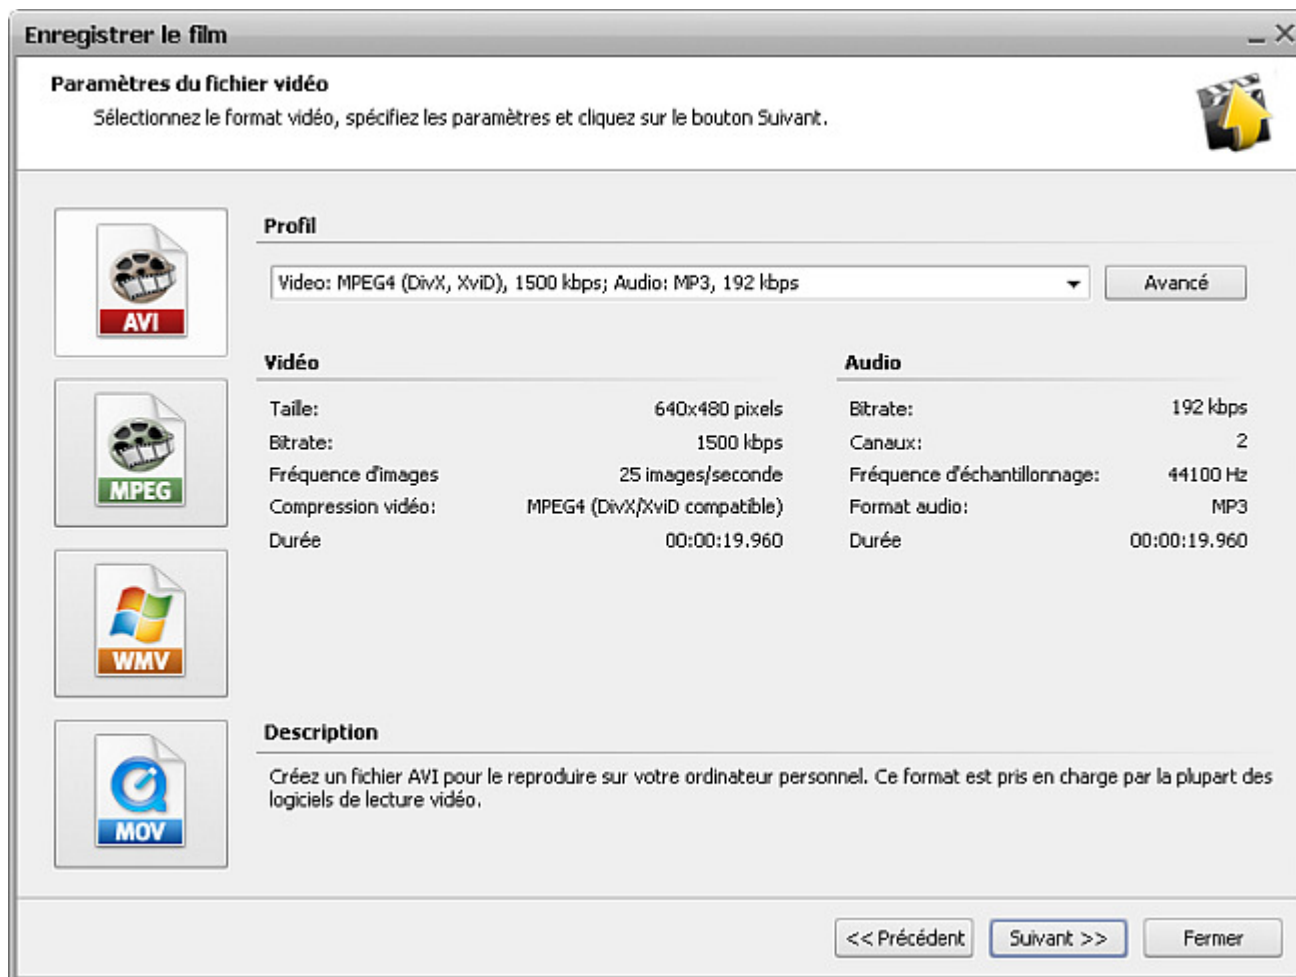 Enregistrer le film
Paramètres du fichier vidéo
Sélectionnez le format vidéo, spécifiez les paramètres et cliquez sur le bouton Suivant.
AVI
MPEG
WMV
MOV
Profil
Video: MPEG4 (DivX, XviD), 1500 kbps; Audio: MP3, 192 kbps
Avancé
Vidéo
Taille: 640x480 pixels
Bitrate: 1500 kbps
Fréquence d'images 25 images/seconde
Compression vidéo: MPEG4 (DivX/XviD compatible)
Durée 00:00:19.960
Audio
Bitrate: 192 kbps
Canaux: 2
Fréquence d'échantillonnage: 44100 Hz
Format audio: MP3
Durée 00:00:19.960
Description
Créez un fichier AVI pour le reproduire sur votre ordinateur personnel. Ce format est pris en charge par la plupart des
logiciels de lecture vidéo.
<< Précédent
Suivant >>
Fermer